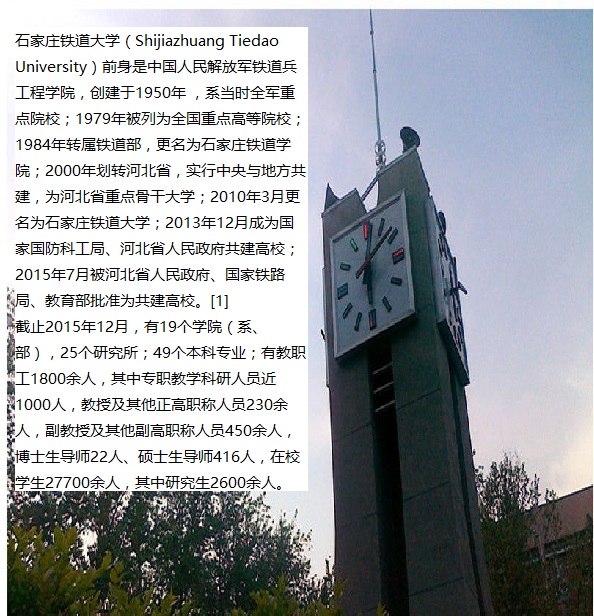 石家庄铁道大学（Shijiazhuang Tiedao
University）前身是中国人民解放军铁道兵
工程学院，创建于1950年 ，系当时全军重
点院校；1979年被列为全国重点高等院校；
1984年转属铁道部，更名为石家庄铁道学
院；2000年划转河北省，实行中央与地方共
建，为河北省重点骨干大学；2010年3月更
名为石家庄铁道大学；2013年12月成为国
家国防科工局、河北省人民政府共建高校；
2015年7月被河北省人民政府、国家铁路
局、教育部批准为共建高校。[1]
截止2015年12月，有19个学院（系、
部），25个研究所；49个本科专业；有教职
工1800余人，其中专职教学科研人员近
1000人，教授及其他正高职称人员230余
人，副教授及其他副高职称人员450余人，
博士生导师22人、硕士生导师416人，在校
学生27700余人，其中研究生2600余人。